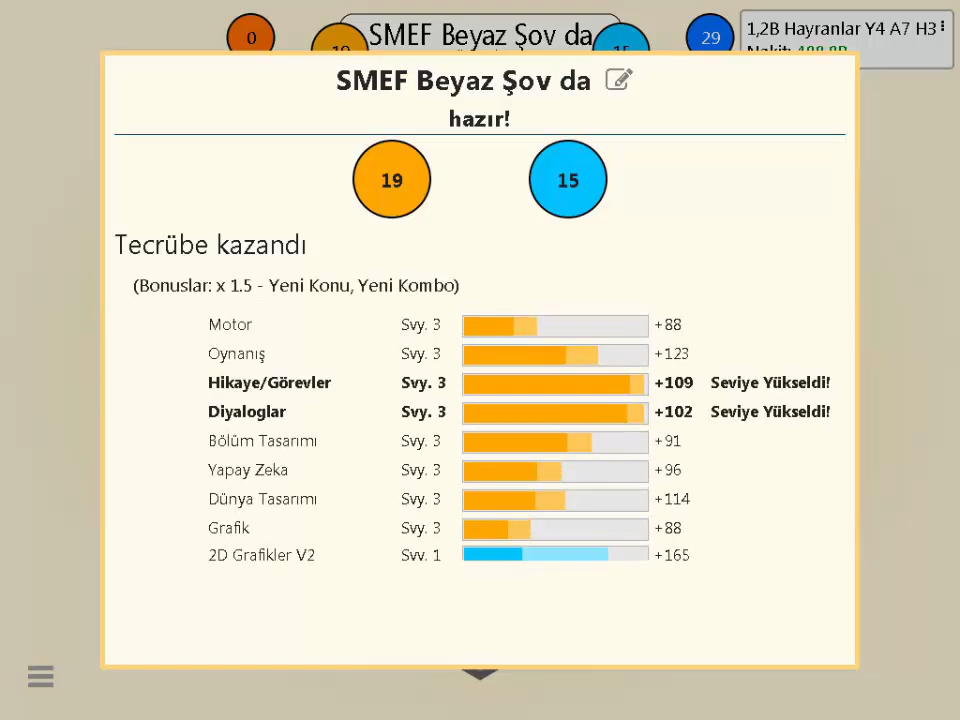 0
SMEF Beyaz Şov da
29
1,2B Hayranlar Y4 A7 H3
SMEF Beyaz Şov da
hazır!
19
15
Tecrübe kazandı
(Bonuslar: x 1.5 - Yeni Konu, Yeni Kombo)
Motor Svy. 3 +88
Oynanış Svy. 3 +123
Hikaye/Görevler Svy. 3 +109 Seviye Yükseldi!
Diyaloglar Svy. 3 +102 Seviye Yükseldi!
Bölüm Tasarımı Svy. 3 +91
Yapay Zeka Svy. 3 +96
Dünya Tasarımı Svy. 3 +114
Grafik Svy. 3 +88
2D Grafikler V2 Svy. 1 +165